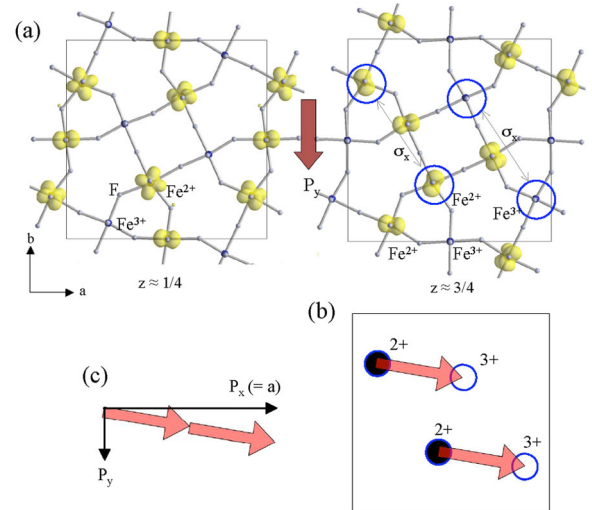 (a)
σx
σx
Py
F
Fe2+
Fe3+
Fe2+
Fe3+
Fe2+
Fe3+
b
a
z ≈ 1/4
z ≈ 3/4
(b)
2+
3+
2+
3+
(c)
Px (= a)
Py